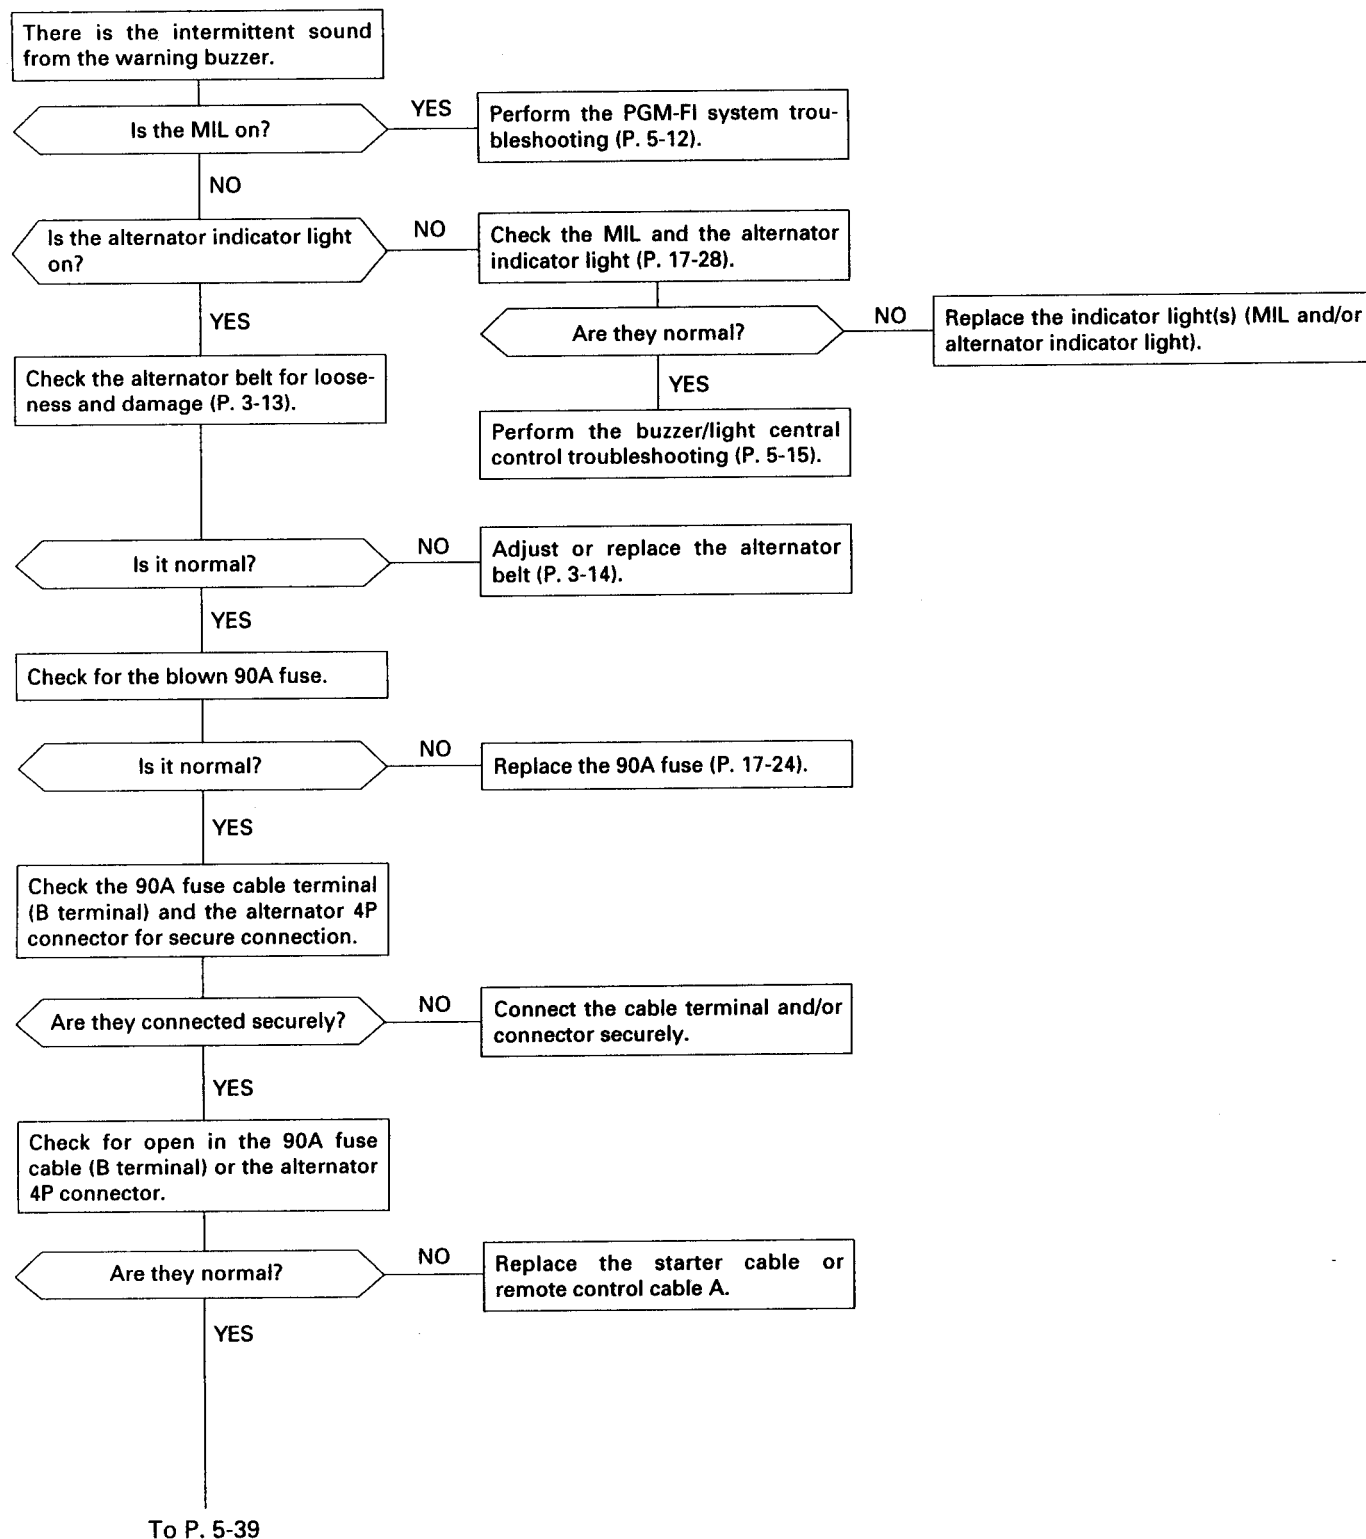 There is the intermittent sound
from the warning buzzer.
Is the MIL on?
YES
Perform the PGM-FI system trou-
bleshooting (P. 5-12).
NO
Is the alternator indicator light
on?
NO
Check the MIL and the alternator
indicator light (P. 17-28).
YES
Are they normal?
NO
Replace the indicator light(s) (MIL and/or
alternator indicator light).
Check the alternator belt for loose-
ness and damage (P. 3-13).
YES
Perform the buzzer/light central
control troubleshooting (P. 5-15).
Is it normal?
NO
Adjust or replace the alternator
belt (P. 3-14).
YES
Check for the blown 90A fuse.
Is it normal?
NO
Replace the 90A fuse (P. 17-24).
YES
Check the 90A fuse cable terminal
(B terminal) and the alternator 4P
connector for secure connection.
Are they connected securely?
NO
Connect the cable terminal and/or
connector securely.
YES
Check for open in the 90A fuse
cable (B terminal) or the alternator
4P connector.
Are they normal?
NO
Replace the starter cable or
remote control cable A.
YES
To P. 5-39